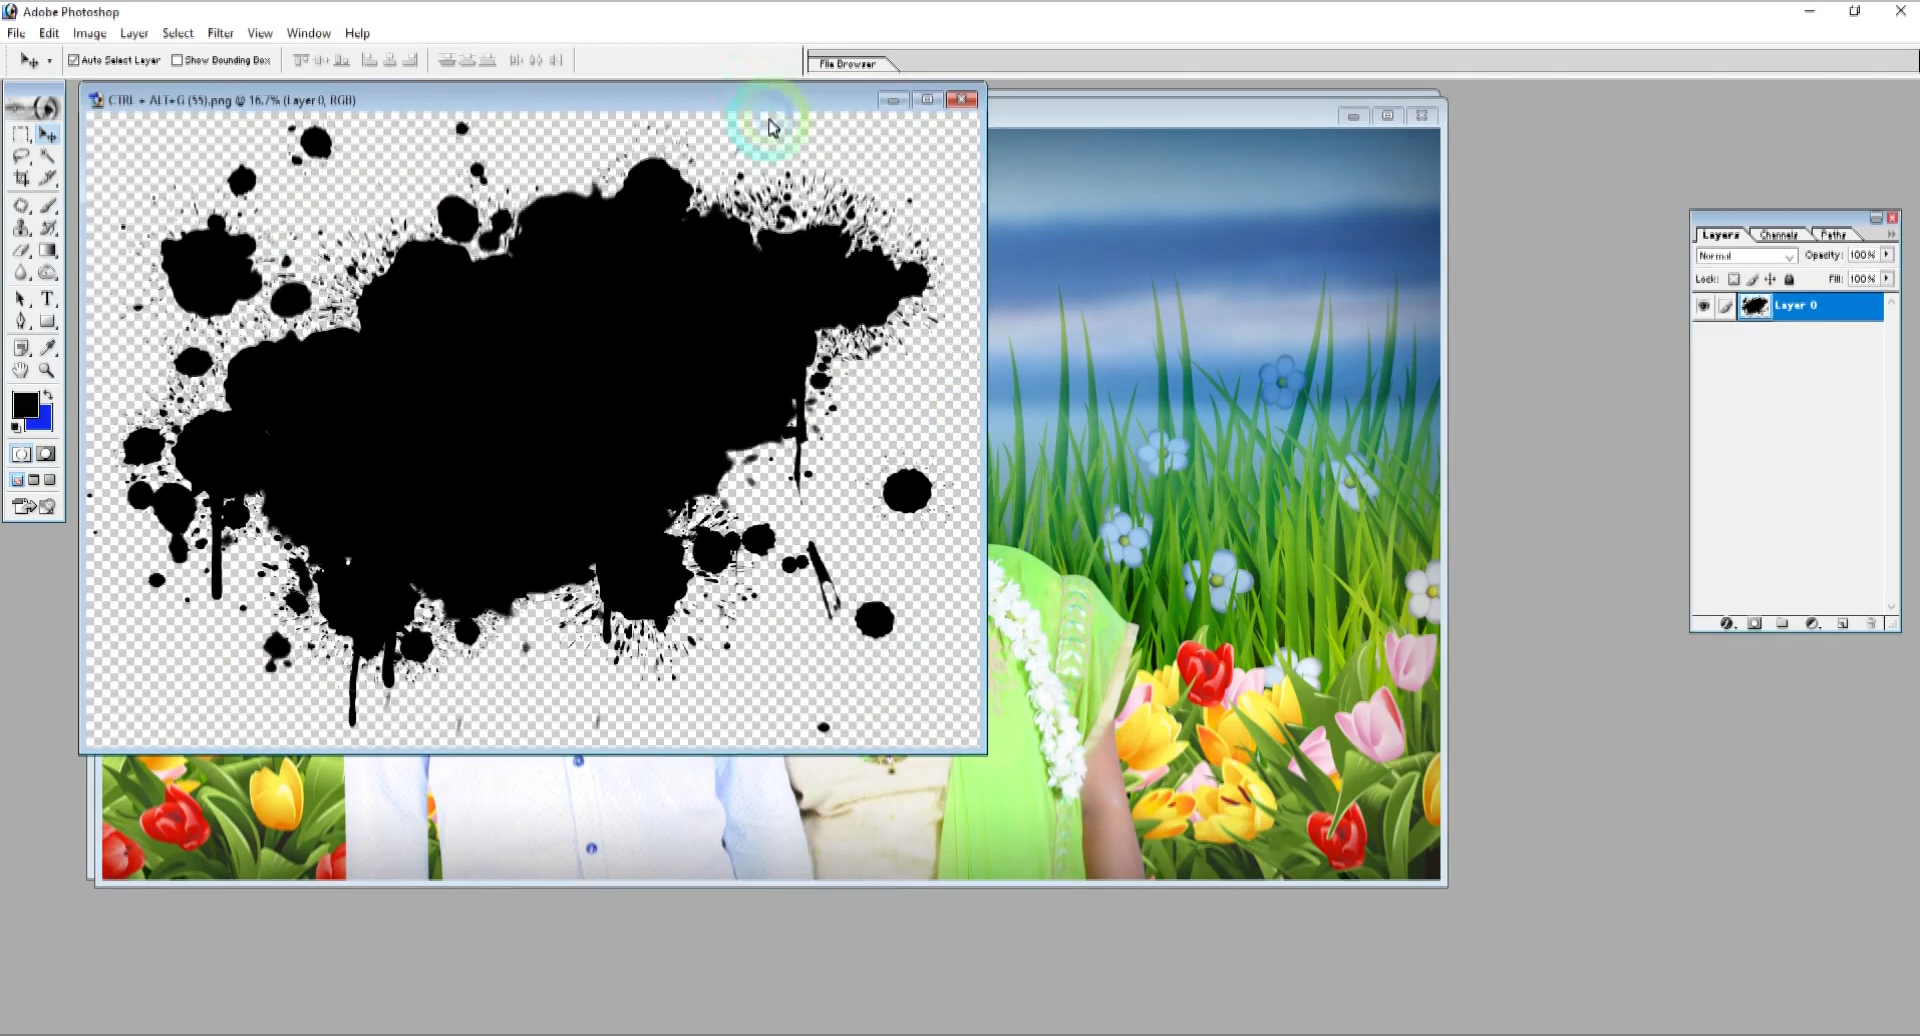 Adobe Photoshop
File Edit Image Layer Select Filter View Window Help
Auto Select Layer Show Bounding Box
File Browser
CTRL + ALT+G (55).png @ 16.7% (Layer 0, RGB)
Layers Channels Paths
Normal Opacity: 100%
Lock: Fill: 100%
Layer 0